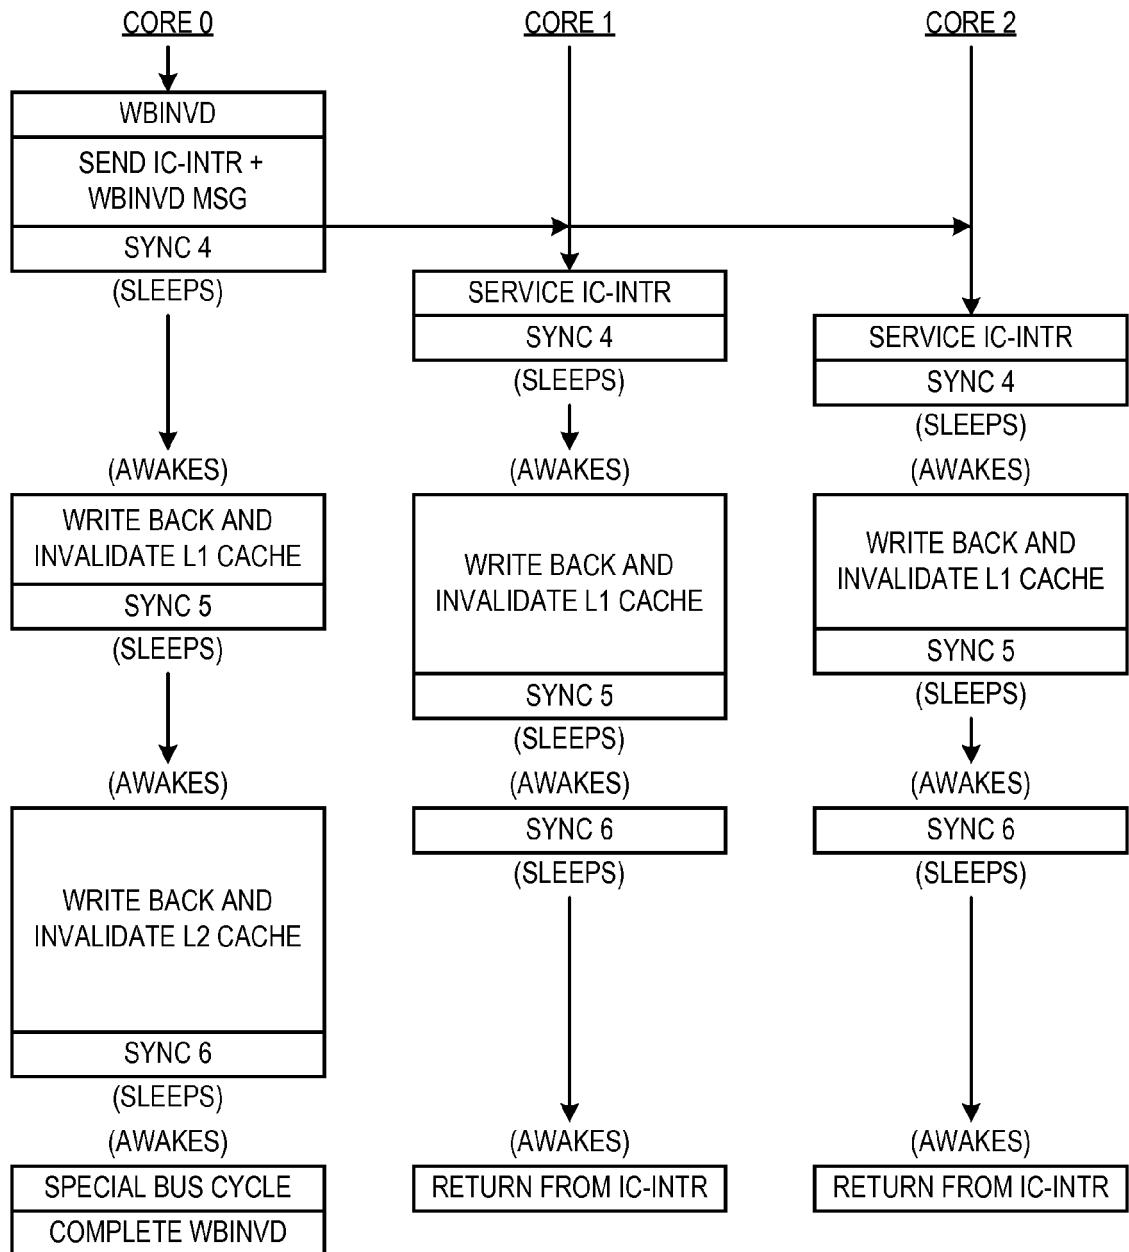 CORE 0
CORE 1
CORE 2
WBINVD
SEND IC-INTR +
WBINVD MSG
SYNC 4
(SLEEPS)
SERVICE IC-INTR
SYNC 4
(SLEEPS)
SERVICE IC-INTR
SYNC 4
(SLEEPS)
(AWAKES)
(AWAKES)
(AWAKES)
WRITE BACK AND
INVALIDATE L1 CACHE
SYNC 5
(SLEEPS)
WRITE BACK AND
INVALIDATE L1 CACHE
SYNC 5
(SLEEPS)
WRITE BACK AND
INVALIDATE L1 CACHE
SYNC 5
(SLEEPS)
(AWAKES)
(AWAKES)
(AWAKES)
WRITE BACK AND
INVALIDATE L2 CACHE
SYNC 6
(SLEEPS)
SYNC 6
(SLEEPS)
SYNC 6
(SLEEPS)
(AWAKES)
(AWAKES)
(AWAKES)
SPECIAL BUS CYCLE
COMPLETE WBINVD
RETURN FROM IC-INTR
RETURN FROM IC-INTR